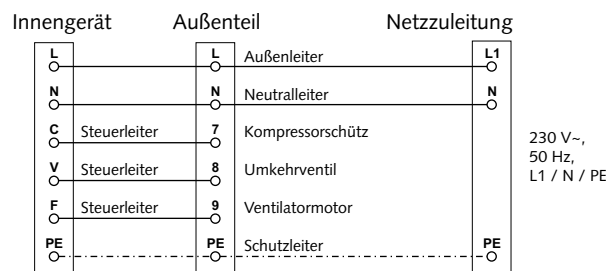 Innengerät Außenteil Netzzuleitung
L L Außenleiter L1
N N Neutralleiter N
C Steuerleiter 7 Kompressorschütz
V Steuerleiter 8 Umkehrventil
F Steuerleiter 9 Ventilatormotor
PE PE Schutzleiter PE
230 V~,
50 Hz,
L1 / N / PE